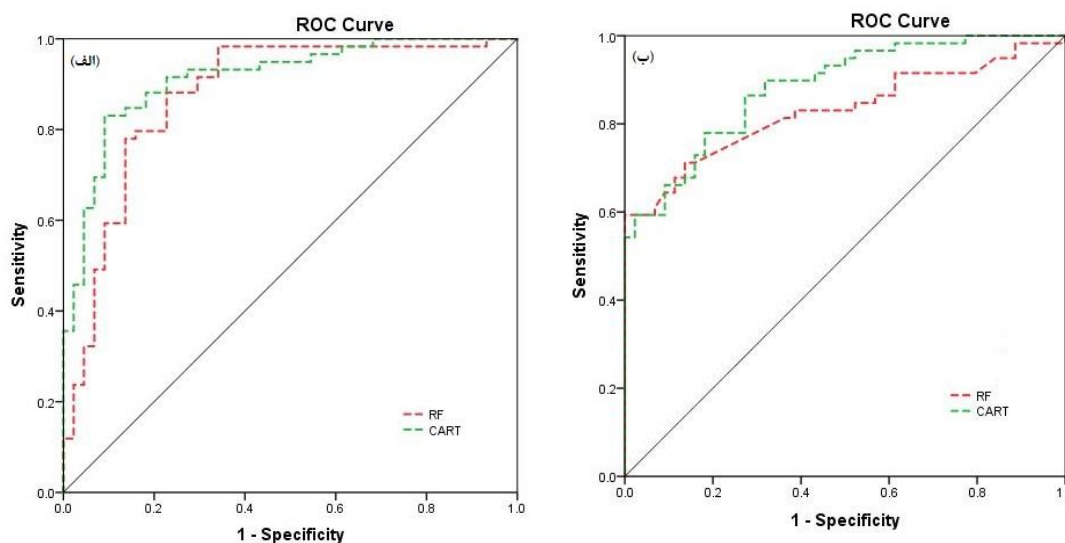 ROC Curve
(الف)
1.0
0.8
0.6
0.4
0.2
0.0
Sensitivity
RF
CART
0.0 0.2 0.4 0.6 0.8 1.0
1 - Specificity
ROC Curve
(ب)
1.0
0.8
0.6
0.4
0.2
0.0
Sensitivity
RF
CART
0.0 0.2 0.4 0.6 0.8 1.0
1 - Specificity